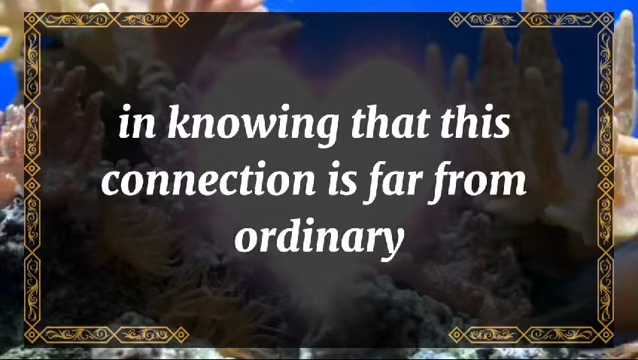 in knowing that this
connection is far from
ordinary